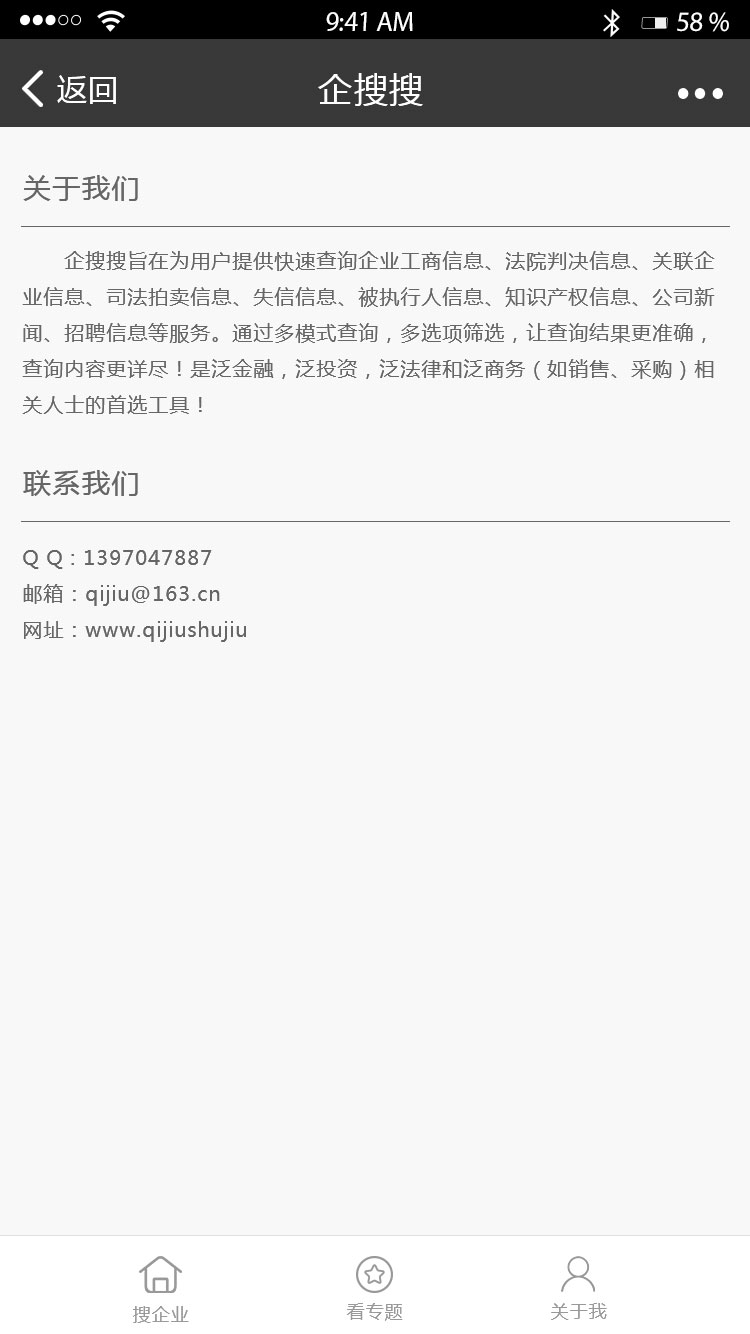 9:41 AM 58 %
返回 企搜搜
关于我们
企搜搜旨在为用户提供快速查询企业工商信息、法院判决信息、关联企
业信息、司法拍卖信息、失信信息、被执行人信息、知识产权信息、公司新
闻、招聘信息等服务。通过多模式查询，多选项筛选，让查询结果更准确，
查询内容更详尽！是泛金融，泛投资，泛法律和泛商务（如销售、采购）相
关人士的首选工具！
联系我们
Q Q：1397047887
邮箱：qijiu@163.cn
网址：www.qijiushujiu
搜企业 看专题 关于我